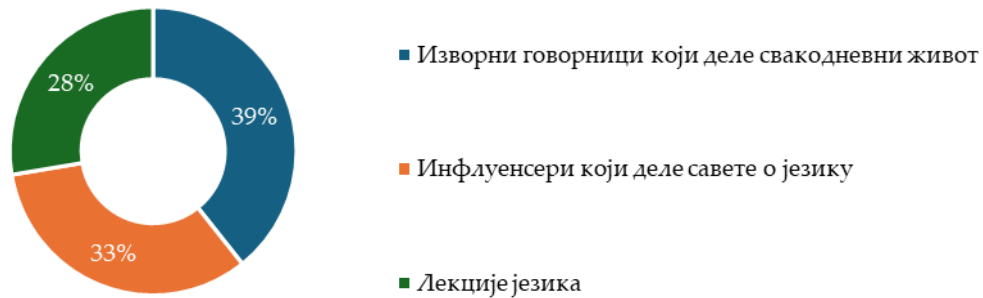 28%
39%
33%
Изворни говорници који деле свакодневни живот
Инфлуенсери који деле савете о језику
Лекције језика